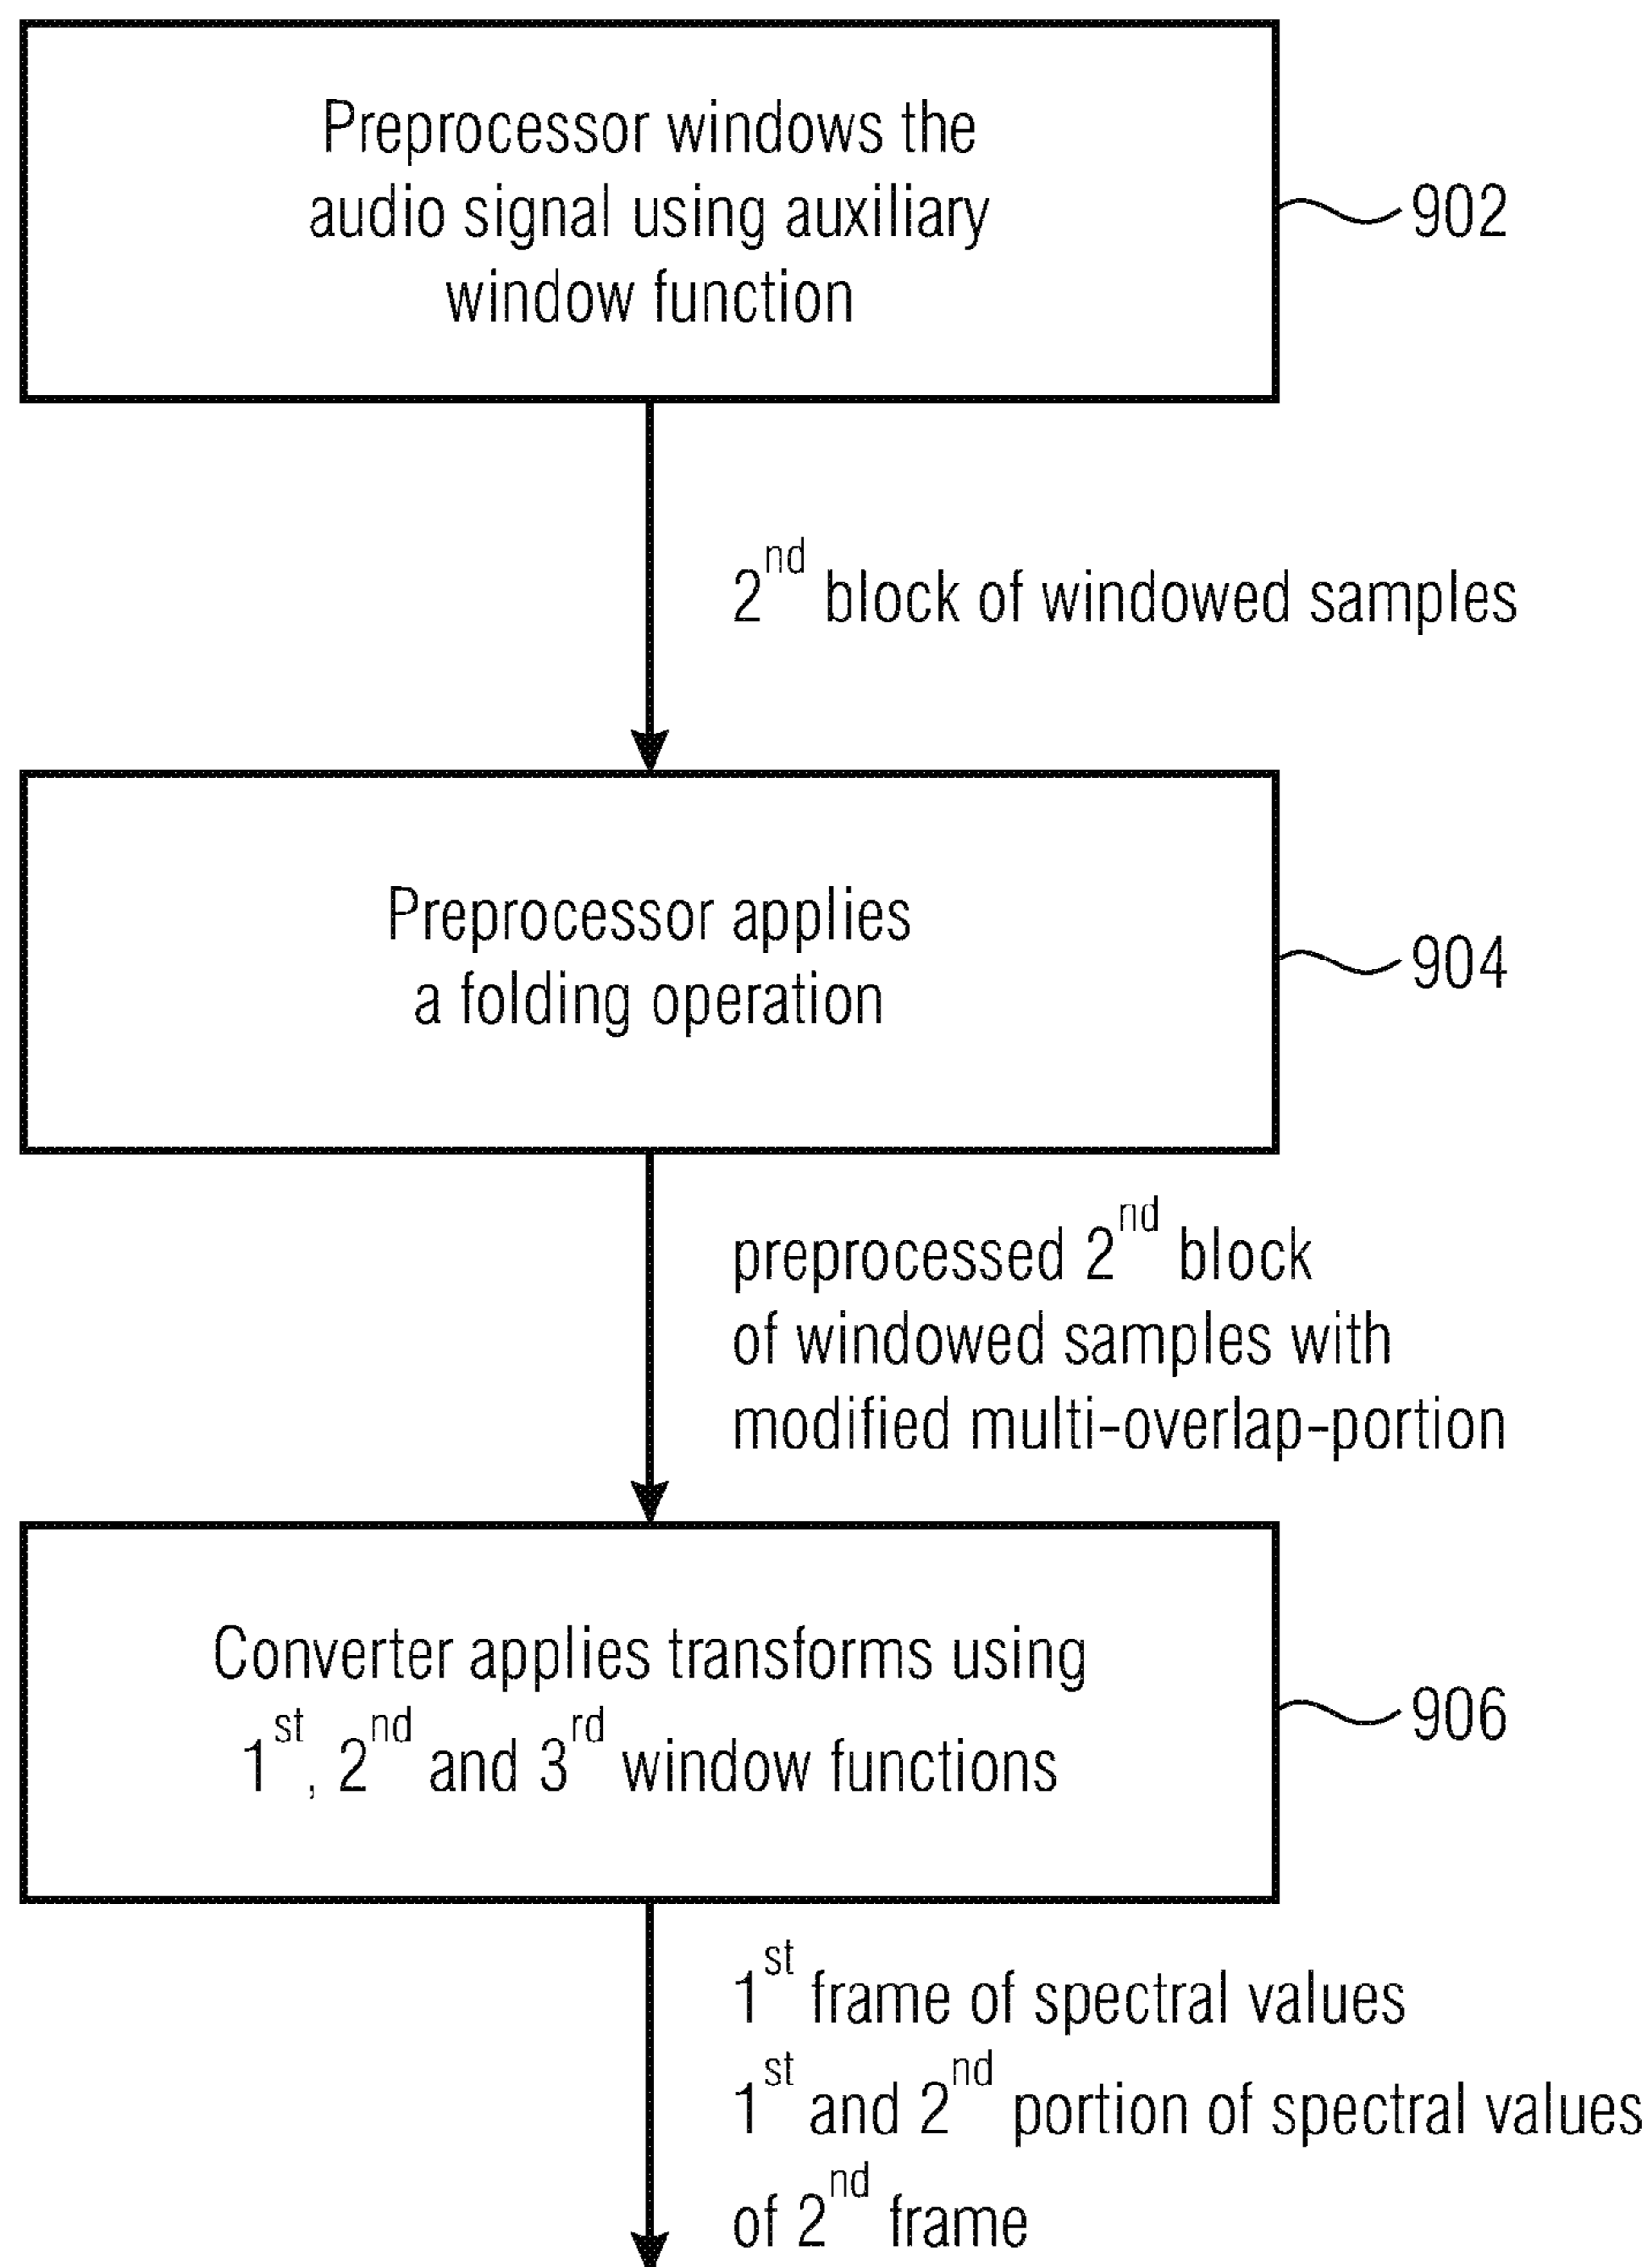 Preprocessor windows the
audio signal using auxiliary
window function
902
2nd block of windowed samples
Preprocessor applies
a folding operation
904
preprocessed 2nd block
of windowed samples with
modified multi-overlap-portion
Converter applies transforms using
1st, 2nd and 3rd window functions
906
1st frame of spectral values
1st and 2nd portion of spectral values
of 2nd frame